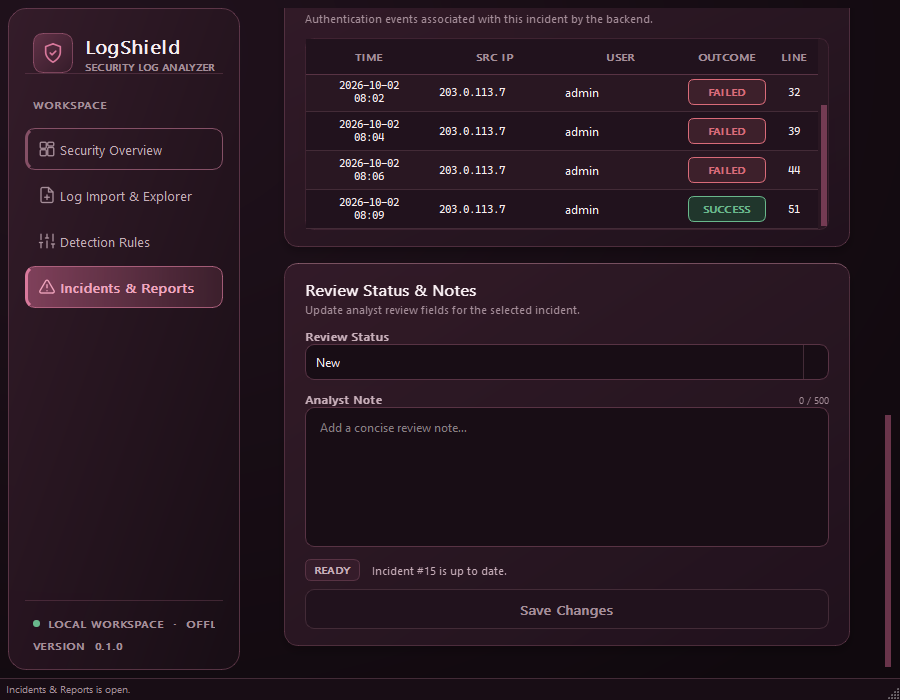 LogShield
SECURITY LOG ANALYZER
WORKSPACE
Security Overview
Log Import & Explorer
Detection Rules
Incidents & Reports
LOCAL WORKSPACE · OFFL
VERSION 0.1.0
Authentication events associated with this incident by the backend.
TIME SRC IP USER OUTCOME LINE
2026-10-02 08:02 203.0.113.7 admin FAILED 32
2026-10-02 08:04 203.0.113.7 admin FAILED 39
2026-10-02 08:06 203.0.113.7 admin FAILED 44
2026-10-02 08:09 203.0.113.7 admin SUCCESS 51
Review Status & Notes
Update analyst review fields for the selected incident.
Review Status
New
Analyst Note 0 / 500
Add a concise review note...
READY Incident #15 is up to date.
Save Changes
Incidents & Reports is open.